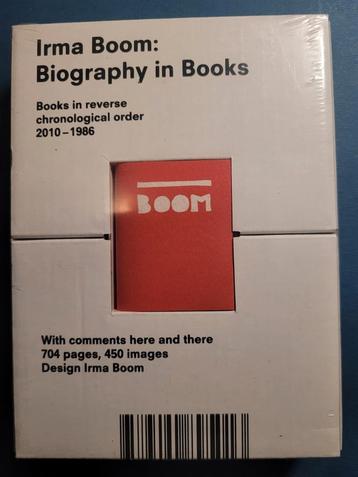 Irma Boom:
Biography in Books
Books in reverse
chronological order
2010–1986
BOOM
With comments here and there
704 pages, 450 images
Design Irma Boom